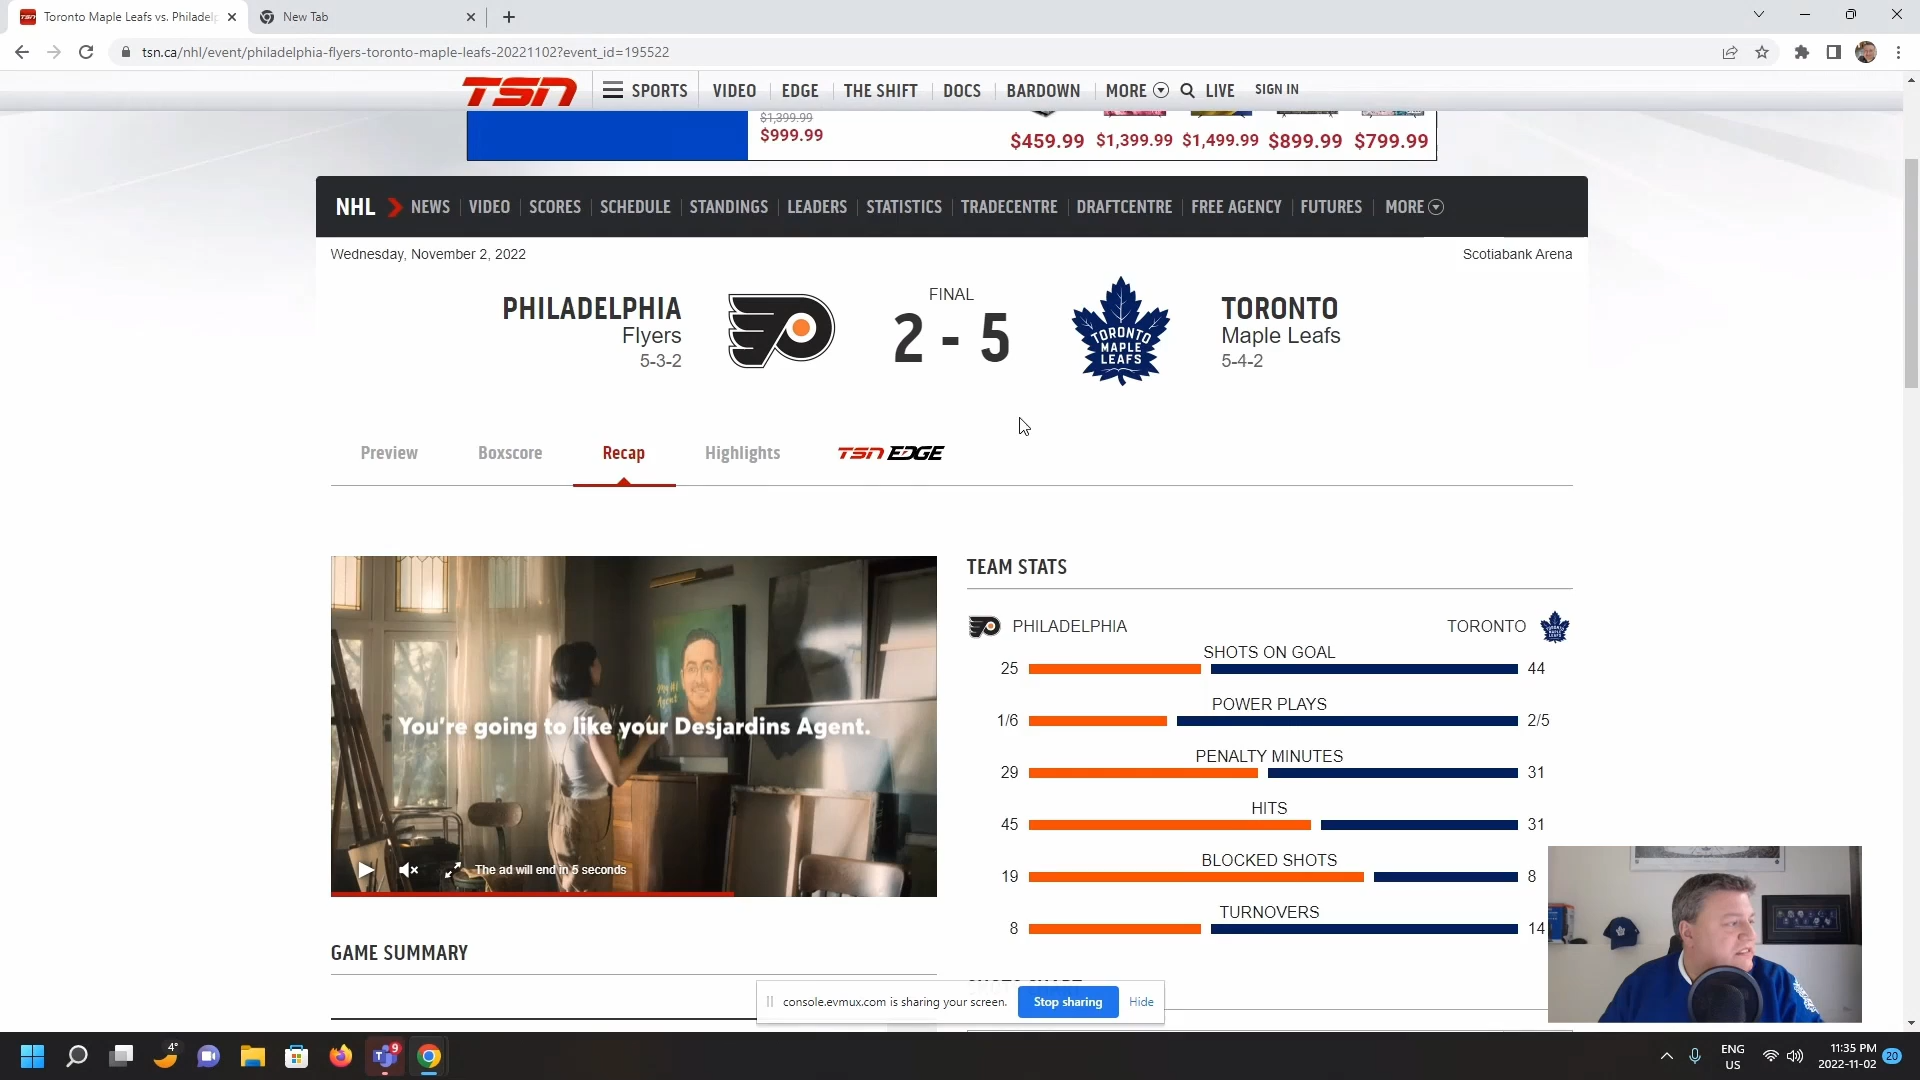 Toronto Maple Leafs vs. Philadelp
New Tab
tsn.ca/nhl/event/philadelphia-flyers-toronto-maple-leafs-20221102?event_id=195522
TSN
SPORTS
VIDEO
EDGE
THE SHIFT
DOCS
BARDOWN
MORE
LIVE
SIGN IN
$1,399.99
$999.99
$459.99
$1,399.99
$1,499.99
$899.99
$799.99
NHL
NEWS
VIDEO
SCORES
SCHEDULE
STANDINGS
LEADERS
STATISTICS
TRADECENTRE
DRAFTCENTRE
FREE AGENCY
FUTURES
MORE
Wednesday, November 2, 2022
Scotiabank Arena
PHILADELPHIA
Flyers
5-3-2
FINAL
2 - 5
TORONTO
MAPLE
LEAFS
TORONTO
Maple Leafs
5-4-2
Preview
Boxscore
Recap
Highlights
TSN EDGE
You're going to like your Desjardins Agent.
The ad will end in 5 seconds
TEAM STATS
PHILADELPHIA
TORONTO
SHOTS ON GOAL
25
44
POWER PLAYS
1/6
2/5
PENALTY MINUTES
29
31
HITS
45
31
BLOCKED SHOTS
19
8
TURNOVERS
8
14
GAME SUMMARY
console.evmux.com is sharing your screen.
Stop sharing
Hide
4°
9
ENG
US
11:35 PM
2022-11-02
20